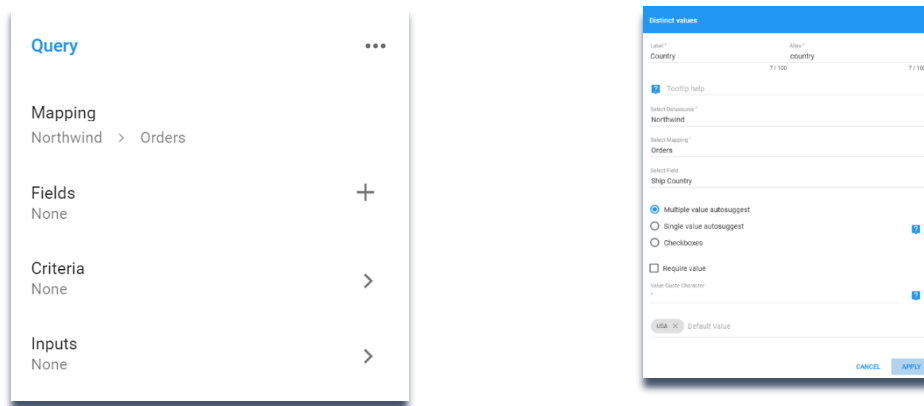 Query
Mapping
Northwind > Orders
Fields
None
Criteria
None
Inputs
None
Distinct values
Label *
Alias *
Country
country
7 / 100
7 / 100
Tooltip help
Select Datasource *
Northwind
Select Mapping *
Orders
Select Field
Ship Country
Multiple value autosuggest
Single value autosuggest
Checkboxes
Require value
Value Quote Character
USA × Default Value
CANCEL APPLY